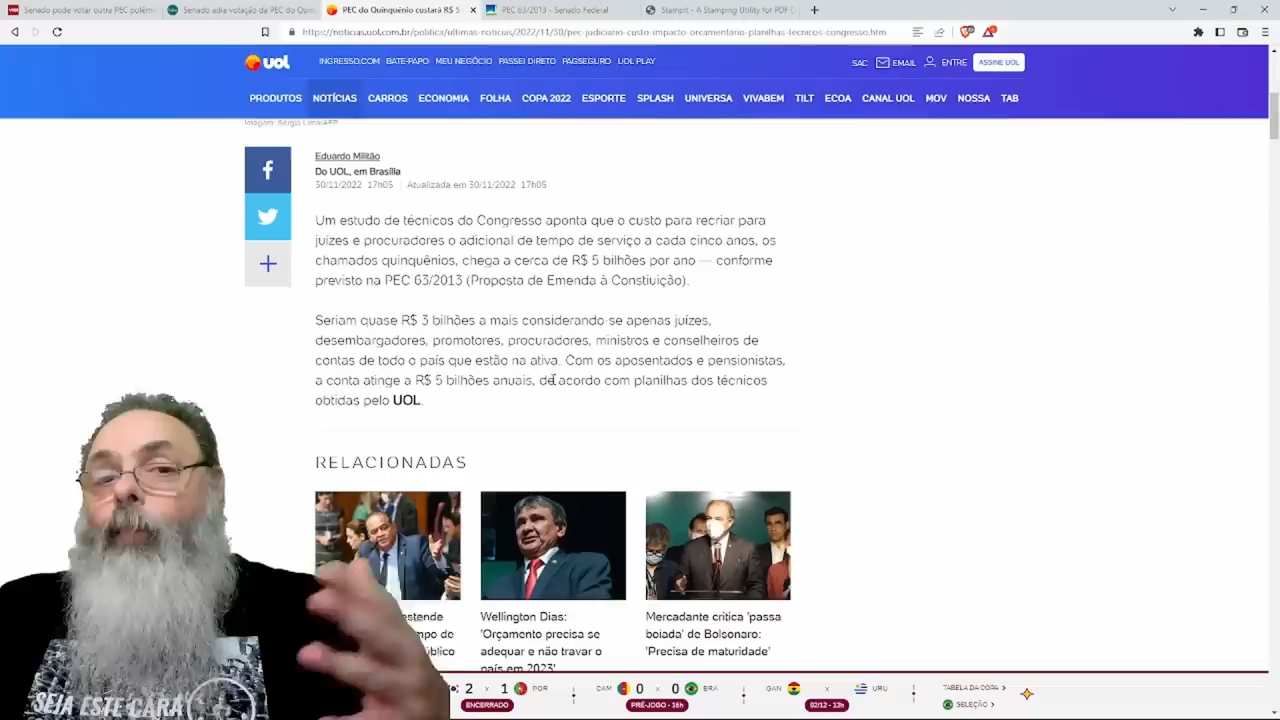 Senado pode voltar outra PEC polêm
Senado adia votação da PEC do Quin
PEC do Quinquênio custará R$ 5
PEC 63/2013 - Senado Federal
Stampit - A Stamping Utility for PDF D
https://noticias.uol.com.br/politica/ultimas-noticias/2022/11/30/pec-judiciario-custo-impacto-orcamentario-planilhas-tecnicos-congresso.htm
UOL
INGRESSO.COM BATE-PAPO MEU NEGÓCIO PASSEI DIRETO PAGSEGURO UOL PLAY
SAC EMAIL ENTRE ASSINE UOL
PRODUTOS NOTÍCIAS CARROS ECONOMIA FOLHA COPA 2022 ESPORTE SPLASH UNIVERSA VIVABEM TILT ECOA CANAL UOL MOV NOSSA TAB
Imagem: Sérgio Lima/AFP
Eduardo Militão
Do UOL, em Brasília
30/11/2022 17h05 Atualizada em 30/11/2022 17h05
Um estudo de técnicos do Congresso aponta que o custo para recriar para
juízes e procuradores o adicional de tempo de serviço a cada cinco anos, os
chamados quinquênios, chega a cerca de R$ 5 bilhões por ano — conforme
previsto na PEC 63/2013 (Proposta de Emenda à Constiuição).
Seriam quase R$ 3 bilhões a mais considerando-se apenas juízes,
desembargadores, promotores, procuradores, ministros e conselheiros de
contas de todo o país que estão na ativa. Com os aposentados e pensionistas,
a conta atinge a R$ 5 bilhões anuais, de acordo com planilhas dos técnicos
obtidas pelo UOL.
RELACIONADAS
estende
mpo de
úblico
Wellington Dias:
'Orçamento precisa se
adequar e não travar o
país em 2023'
Mercadante critica 'passa
boiada' de Bolsonaro:
'Precisa de maturidade'
2 x 1 POR
ENCERRADO
CAM 0 x 0 BRA
PRÉ-JOGO - 16h
GAN x URU
02/12 - 12h
TABELA DA COPA
SELEÇÃO